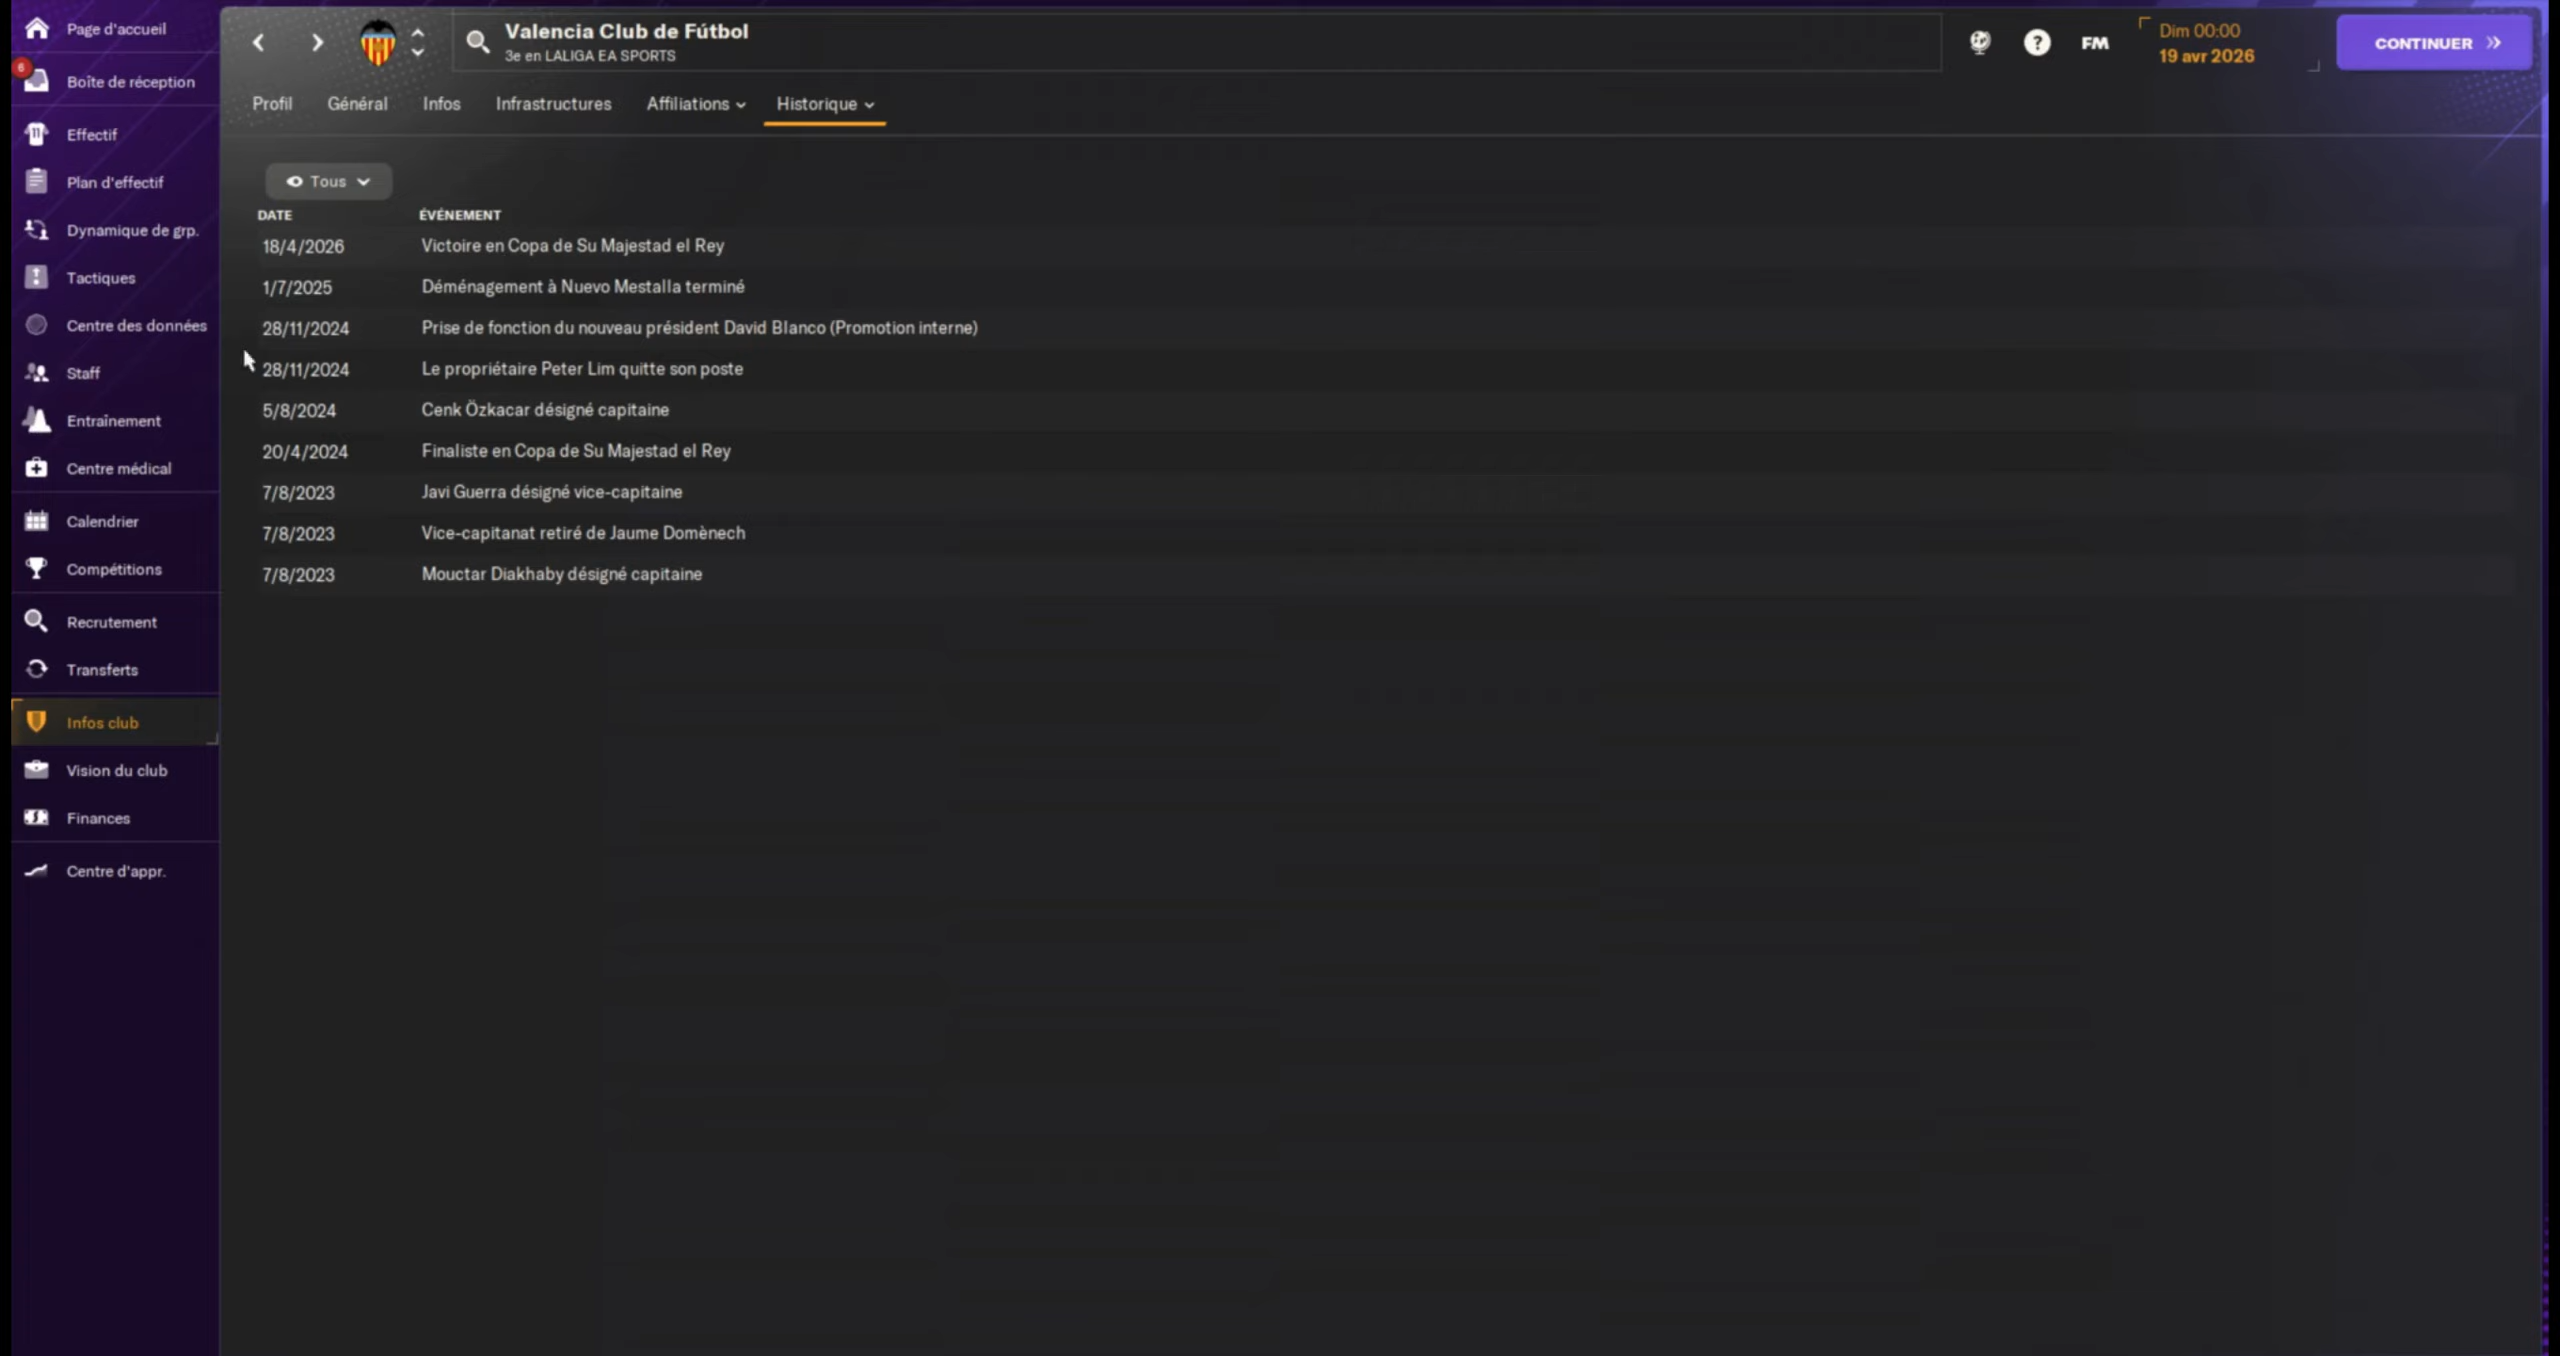 Page d'accueil
6
Boîte de réception
Effectif
Plan d'effectif
Dynamique de grp.
Tactiques
Centre des données
Staff
Entraînement
Centre médical
Calendrier
Compétitions
Recrutement
Transferts
Infos club
Vision du club
Finances
Centre d'appr.
Valencia Club de Fútbol
3e en LALIGA EA SPORTS
FM
Dim 00:00
19 avr 2026
CONTINUER
Profil Général Infos Infrastructures Affiliations Historique
Tous
DATE ÉVÉNEMENT
18/4/2026 Victoire en Copa de Su Majestad el Rey
1/7/2025 Déménagement à Nuevo Mestalla terminé
28/11/2024 Prise de fonction du nouveau président David Blanco (Promotion interne)
28/11/2024 Le propriétaire Peter Lim quitte son poste
5/8/2024 Cenk Özkacar désigné capitaine
20/4/2024 Finaliste en Copa de Su Majestad el Rey
7/8/2023 Javi Guerra désigné vice-capitaine
7/8/2023 Vice-capitanat retiré de Jaume Domènech
7/8/2023 Mouctar Diakhaby désigné capitaine